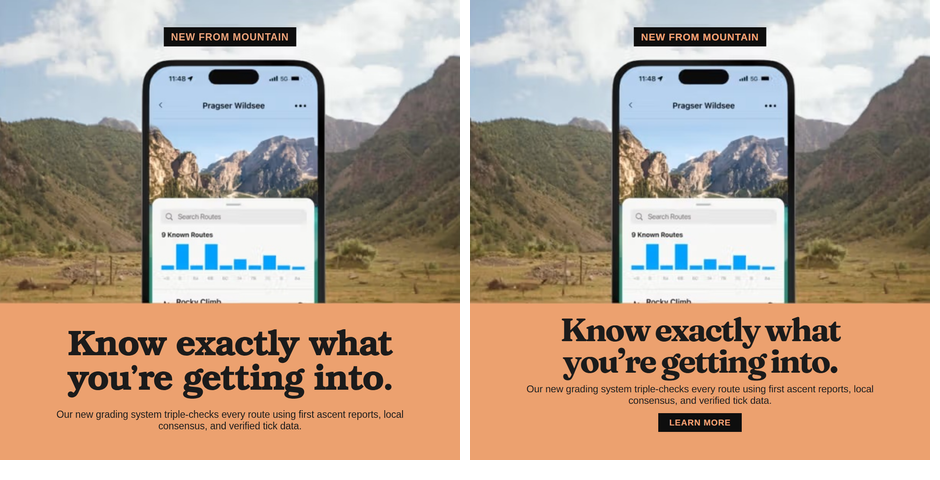 NEW FROM MOUNTAIN
11:48
5G
Pragser Wildsee
Search Routes
9 Known Routes
Rocky Climb
Know exactly what
you're getting into.
Our new grading system triple-checks every route using first ascent reports, local
consensus, and verified tick data.
NEW FROM MOUNTAIN
11:48
5G
Pragser Wildsee
Search Routes
9 Known Routes
Rocky Climb
Know exactly what
you’re getting into.
Our new grading system triple-checks every route using first ascent reports, local
consensus, and verified tick data.
LEARN MORE